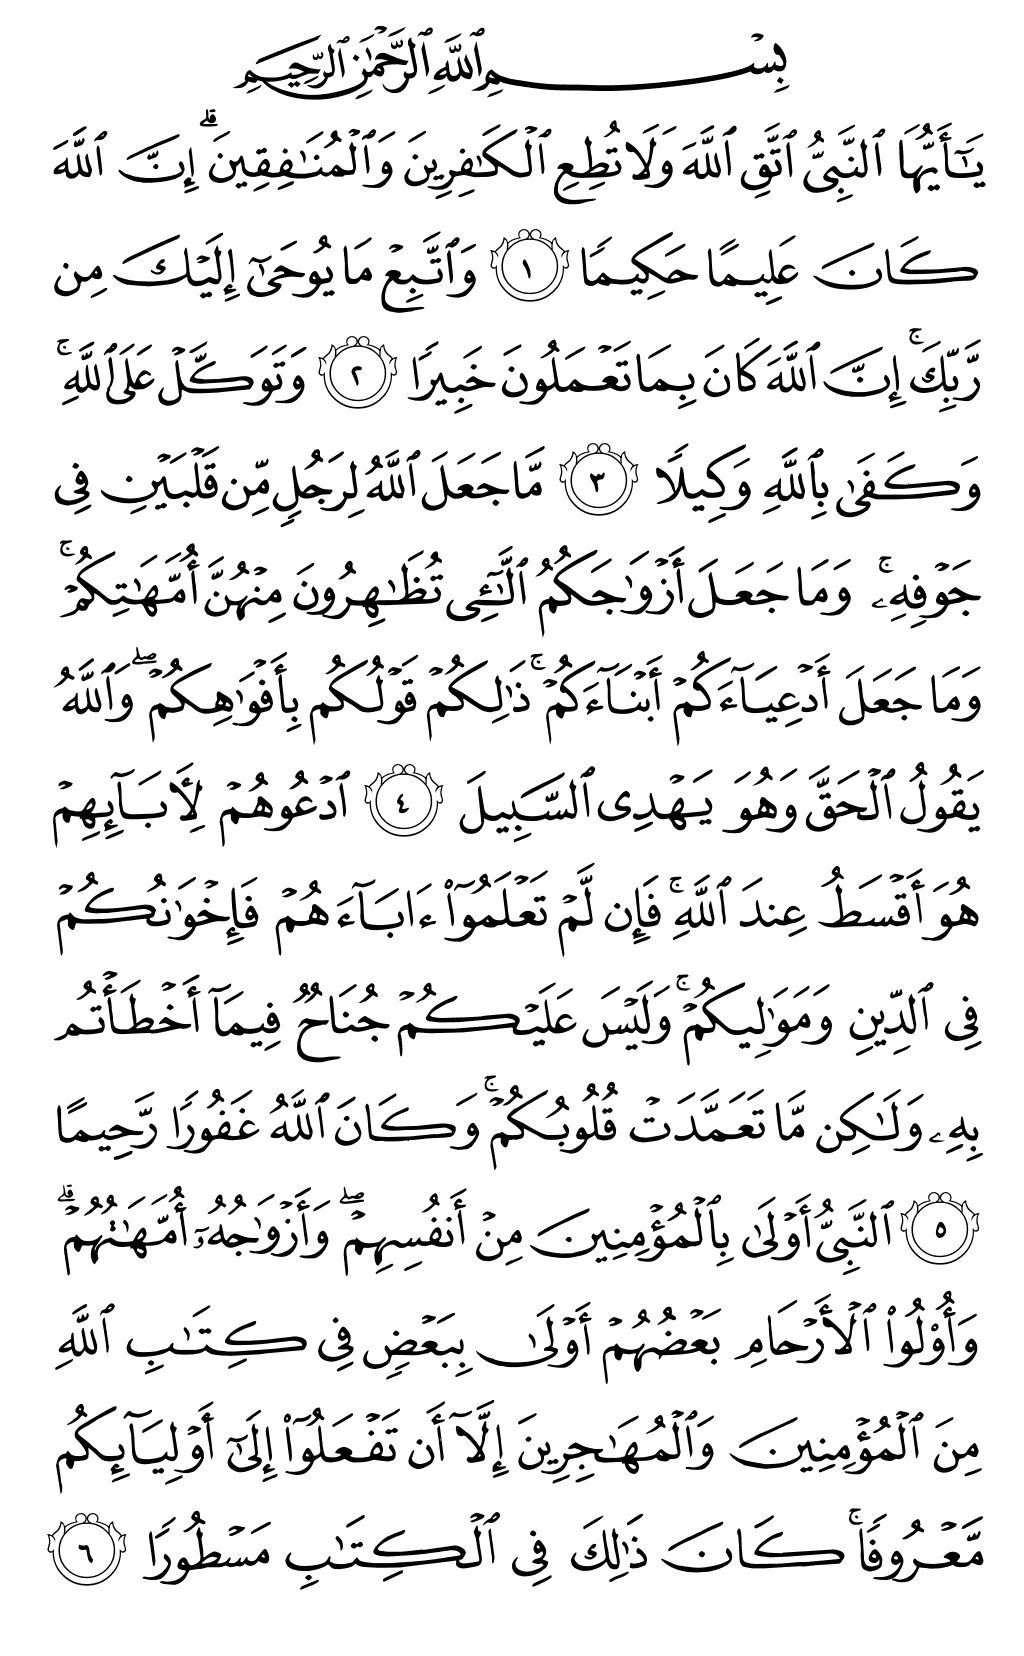 بِسْمِ ٱللَّهِ ٱلرَّحْمَـٰنِ ٱلرَّحِيمِ
يَـٰٓأَيُّهَا ٱلنَّبِىُّ ٱتَّقِ ٱللَّهَ وَلَا تُطِعِ ٱلْكَـٰفِرِينَ وَٱلْمُنَـٰفِقِينَ ۗ إِنَّ ٱللَّهَ
كَانَ عَلِيمًا حَكِيمًا ١ وَٱتَّبِعْ مَا يُوحَىٰٓ إِلَيْكَ مِن
رَّبِّكَ ۚ إِنَّ ٱللَّهَ كَانَ بِمَا تَعْمَلُونَ خَبِيرًا ٢ وَتَوَكَّلْ عَلَى ٱللَّهِ ۚ
وَكَفَىٰ بِٱللَّهِ وَكِيلًا ٣ مَّا جَعَلَ ٱللَّهُ لِرَجُلٍ مِّن قَلْبَيْنِ فِى
جَوْفِهِۦ ۚ وَمَا جَعَلَ أَزْوَٰجَكُمُ ٱلَّـٰٓـِٔى تُظَـٰهِرُونَ مِنْهُنَّ أُمَّهَـٰتِكُمْ ۚ
وَمَا جَعَلَ أَدْعِيَآءَكُمْ أَبْنَآءَكُمْ ۚ ذَٰلِكُمْ قَوْلُكُم بِأَفْوَٰهِكُمْ ۖ وَٱللَّهُ
يَقُولُ ٱلْحَقَّ وَهُوَ يَهْدِى ٱلسَّبِيلَ ٤ ٱدْعُوهُمْ لِـَٔابَآئِهِمْ
هُوَ أَقْسَطُ عِندَ ٱللَّهِ ۚ فَإِن لَّمْ تَعْلَمُوٓا۟ ءَابَآءَهُمْ فَإِخْوَٰنُكُمْ
فِى ٱلدِّينِ وَمَوَٰلِيكُمْ ۚ وَلَيْسَ عَلَيْكُمْ جُنَاحٌ فِيمَآ أَخْطَأْتُم
بِهِۦ وَلَـٰكِن مَّا تَعَمَّدَتْ قُلُوبُكُمْ ۚ وَكَانَ ٱللَّهُ غَفُورًا رَّحِيمًا
٥ ٱلنَّبِىُّ أَوْلَىٰ بِٱلْمُؤْمِنِينَ مِنْ أَنفُسِهِمْ ۖ وَأَزْوَٰجُهُۥٓ أُمَّهَـٰتُهُمْ ۗ
وَأُو۟لُوا۟ ٱلْأَرْحَامِ بَعْضُهُمْ أَوْلَىٰ بِبَعْضٍ فِى كِتَـٰبِ ٱللَّهِ
مِنَ ٱلْمُؤْمِنِينَ وَٱلْمُهَـٰجِرِينَ إِلَّآ أَن تَفْعَلُوٓا۟ إِلَىٰٓ أَوْلِيَآئِكُم
مَّعْرُوفًا ۚ كَانَ ذَٰلِكَ فِى ٱلْكِتَـٰبِ مَسْطُورًا ٦